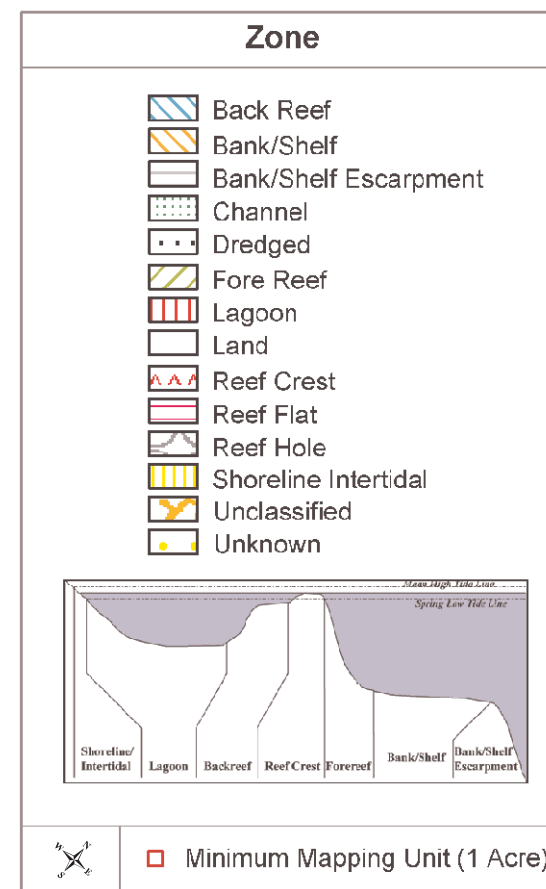 Zone
Back Reef
Bank/Shelf
Bank/Shelf Escarpment
Channel
Dredged
Fore Reef
Lagoon
Land
Reef Crest
Reef Flat
Reef Hole
Shoreline Intertidal
Unclassified
Unknown
Mean High Tide Line
Spring Low Tide Line
Shoreline/
Intertidal
Lagoon
Backreef
Reef Crest
Forereef
Bank/Shelf
Bank/Shelf
Escarpment
W N
S E
Minimum Mapping Unit (1 Acre)